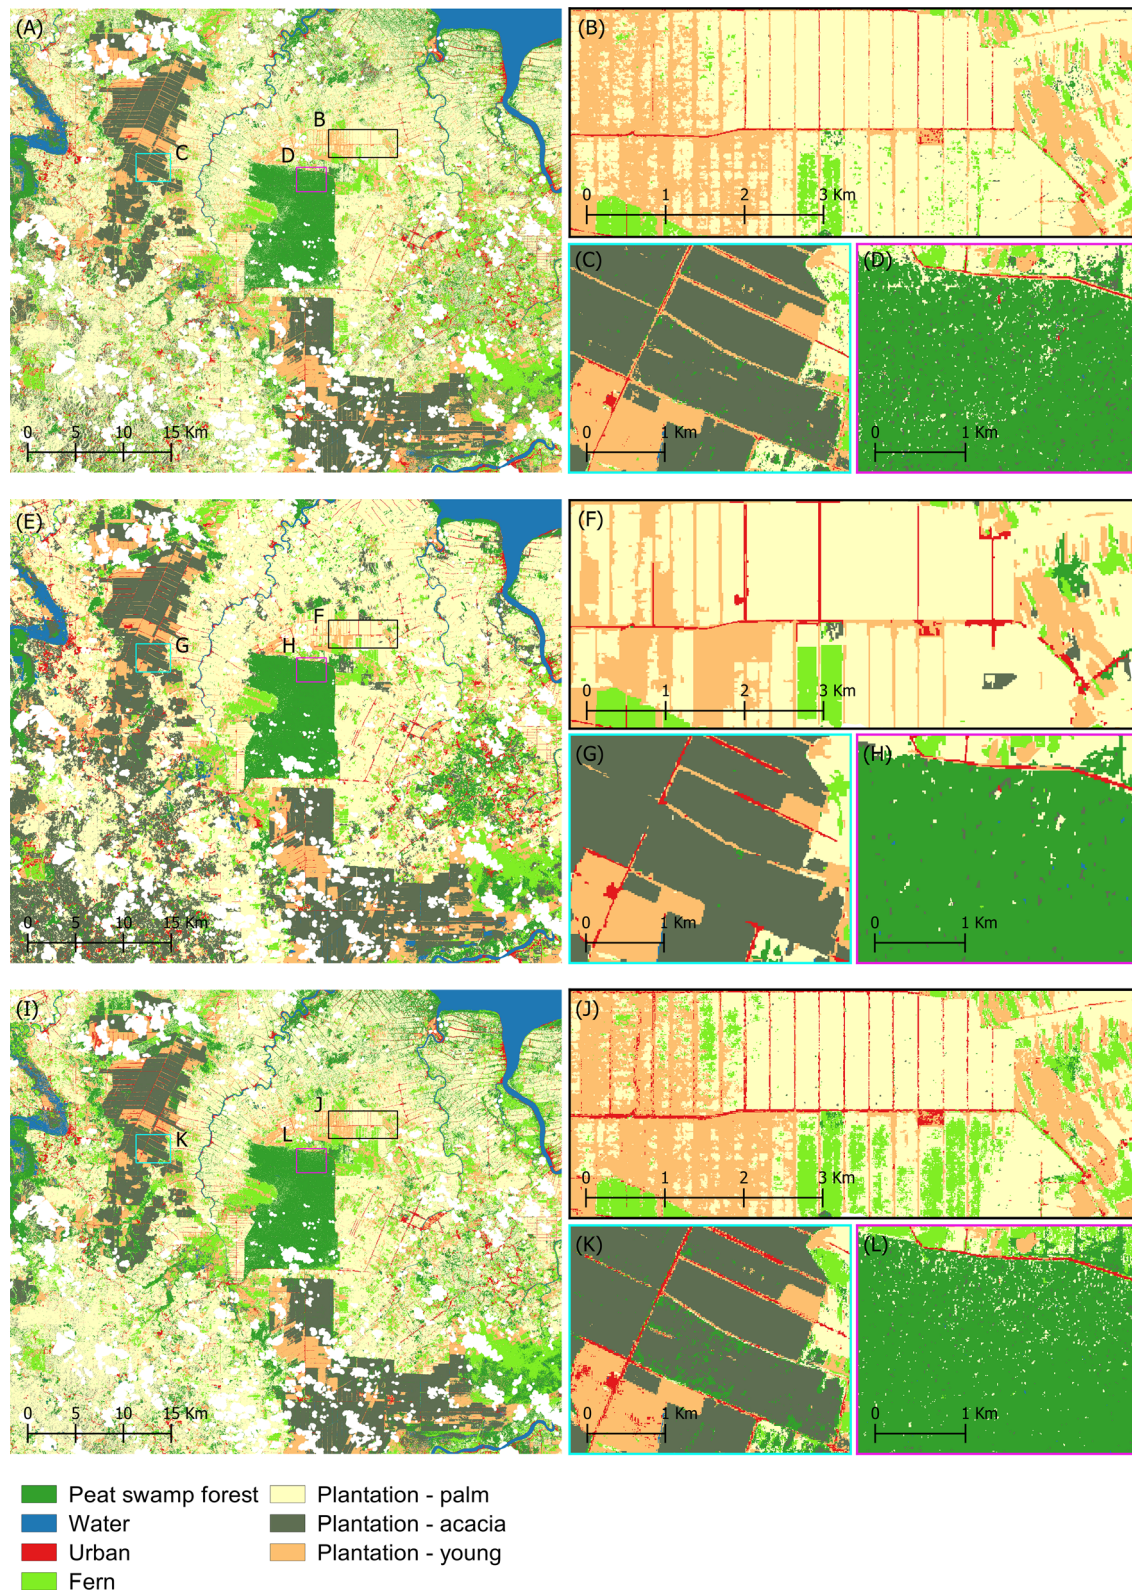 (A)
B
C
D
0 5 10 15 Km
(B)
0 1 2 3 Km
(C)
0 1 Km
(D)
0 1 Km
(E)
F
G
H
0 5 10 15 Km
(F)
0 1 2 3 Km
(G)
0 1 Km
(H)
0 1 Km
(I)
J
K
L
0 5 10 15 Km
(J)
0 1 2 3 Km
(K)
0 1 Km
(L)
0 1 Km
Peat swamp forest
Water
Urban
Fern
Plantation - palm
Plantation - acacia
Plantation - young